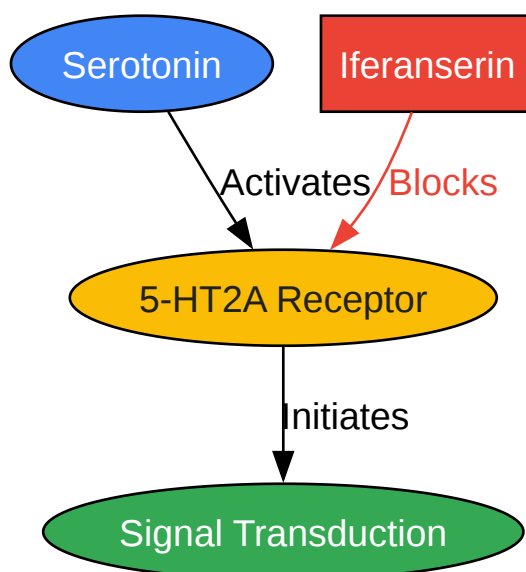 Serotonin
Iferanserin
Activates
Blocks
5-HT2A Receptor
Initiates
Signal Transduction